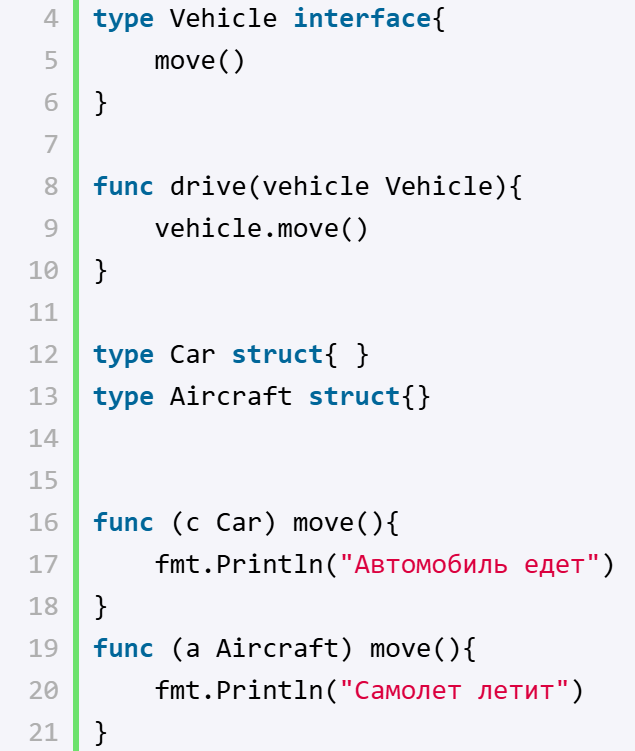 4 type Vehicle interface{
5     move()
6 }
7
8 func drive(vehicle Vehicle){
9     vehicle.move()
10 }
11
12 type Car struct{ }
13 type Aircraft struct{}
14
15
16 func (c Car) move(){
17     fmt.Println("Автомобиль едет")
18 }
19 func (a Aircraft) move(){
20     fmt.Println("Самолет летит")
21 }